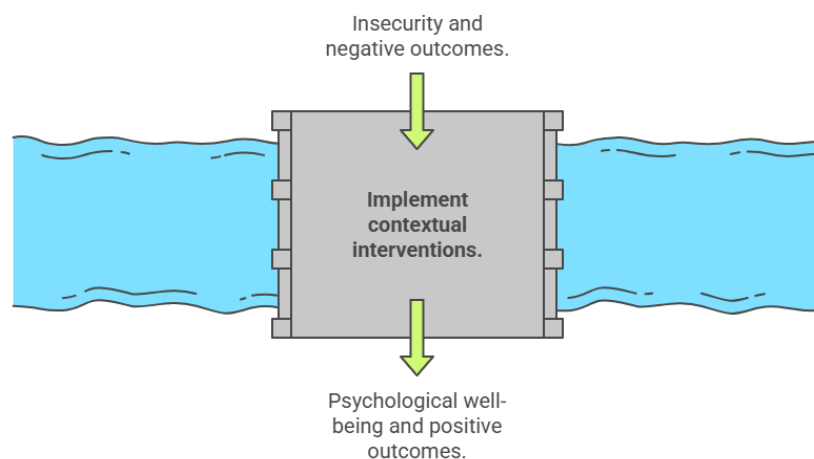 Insecurity and
negative outcomes.
Implement
contextual
interventions.
Psychological well-
being and positive
outcomes.